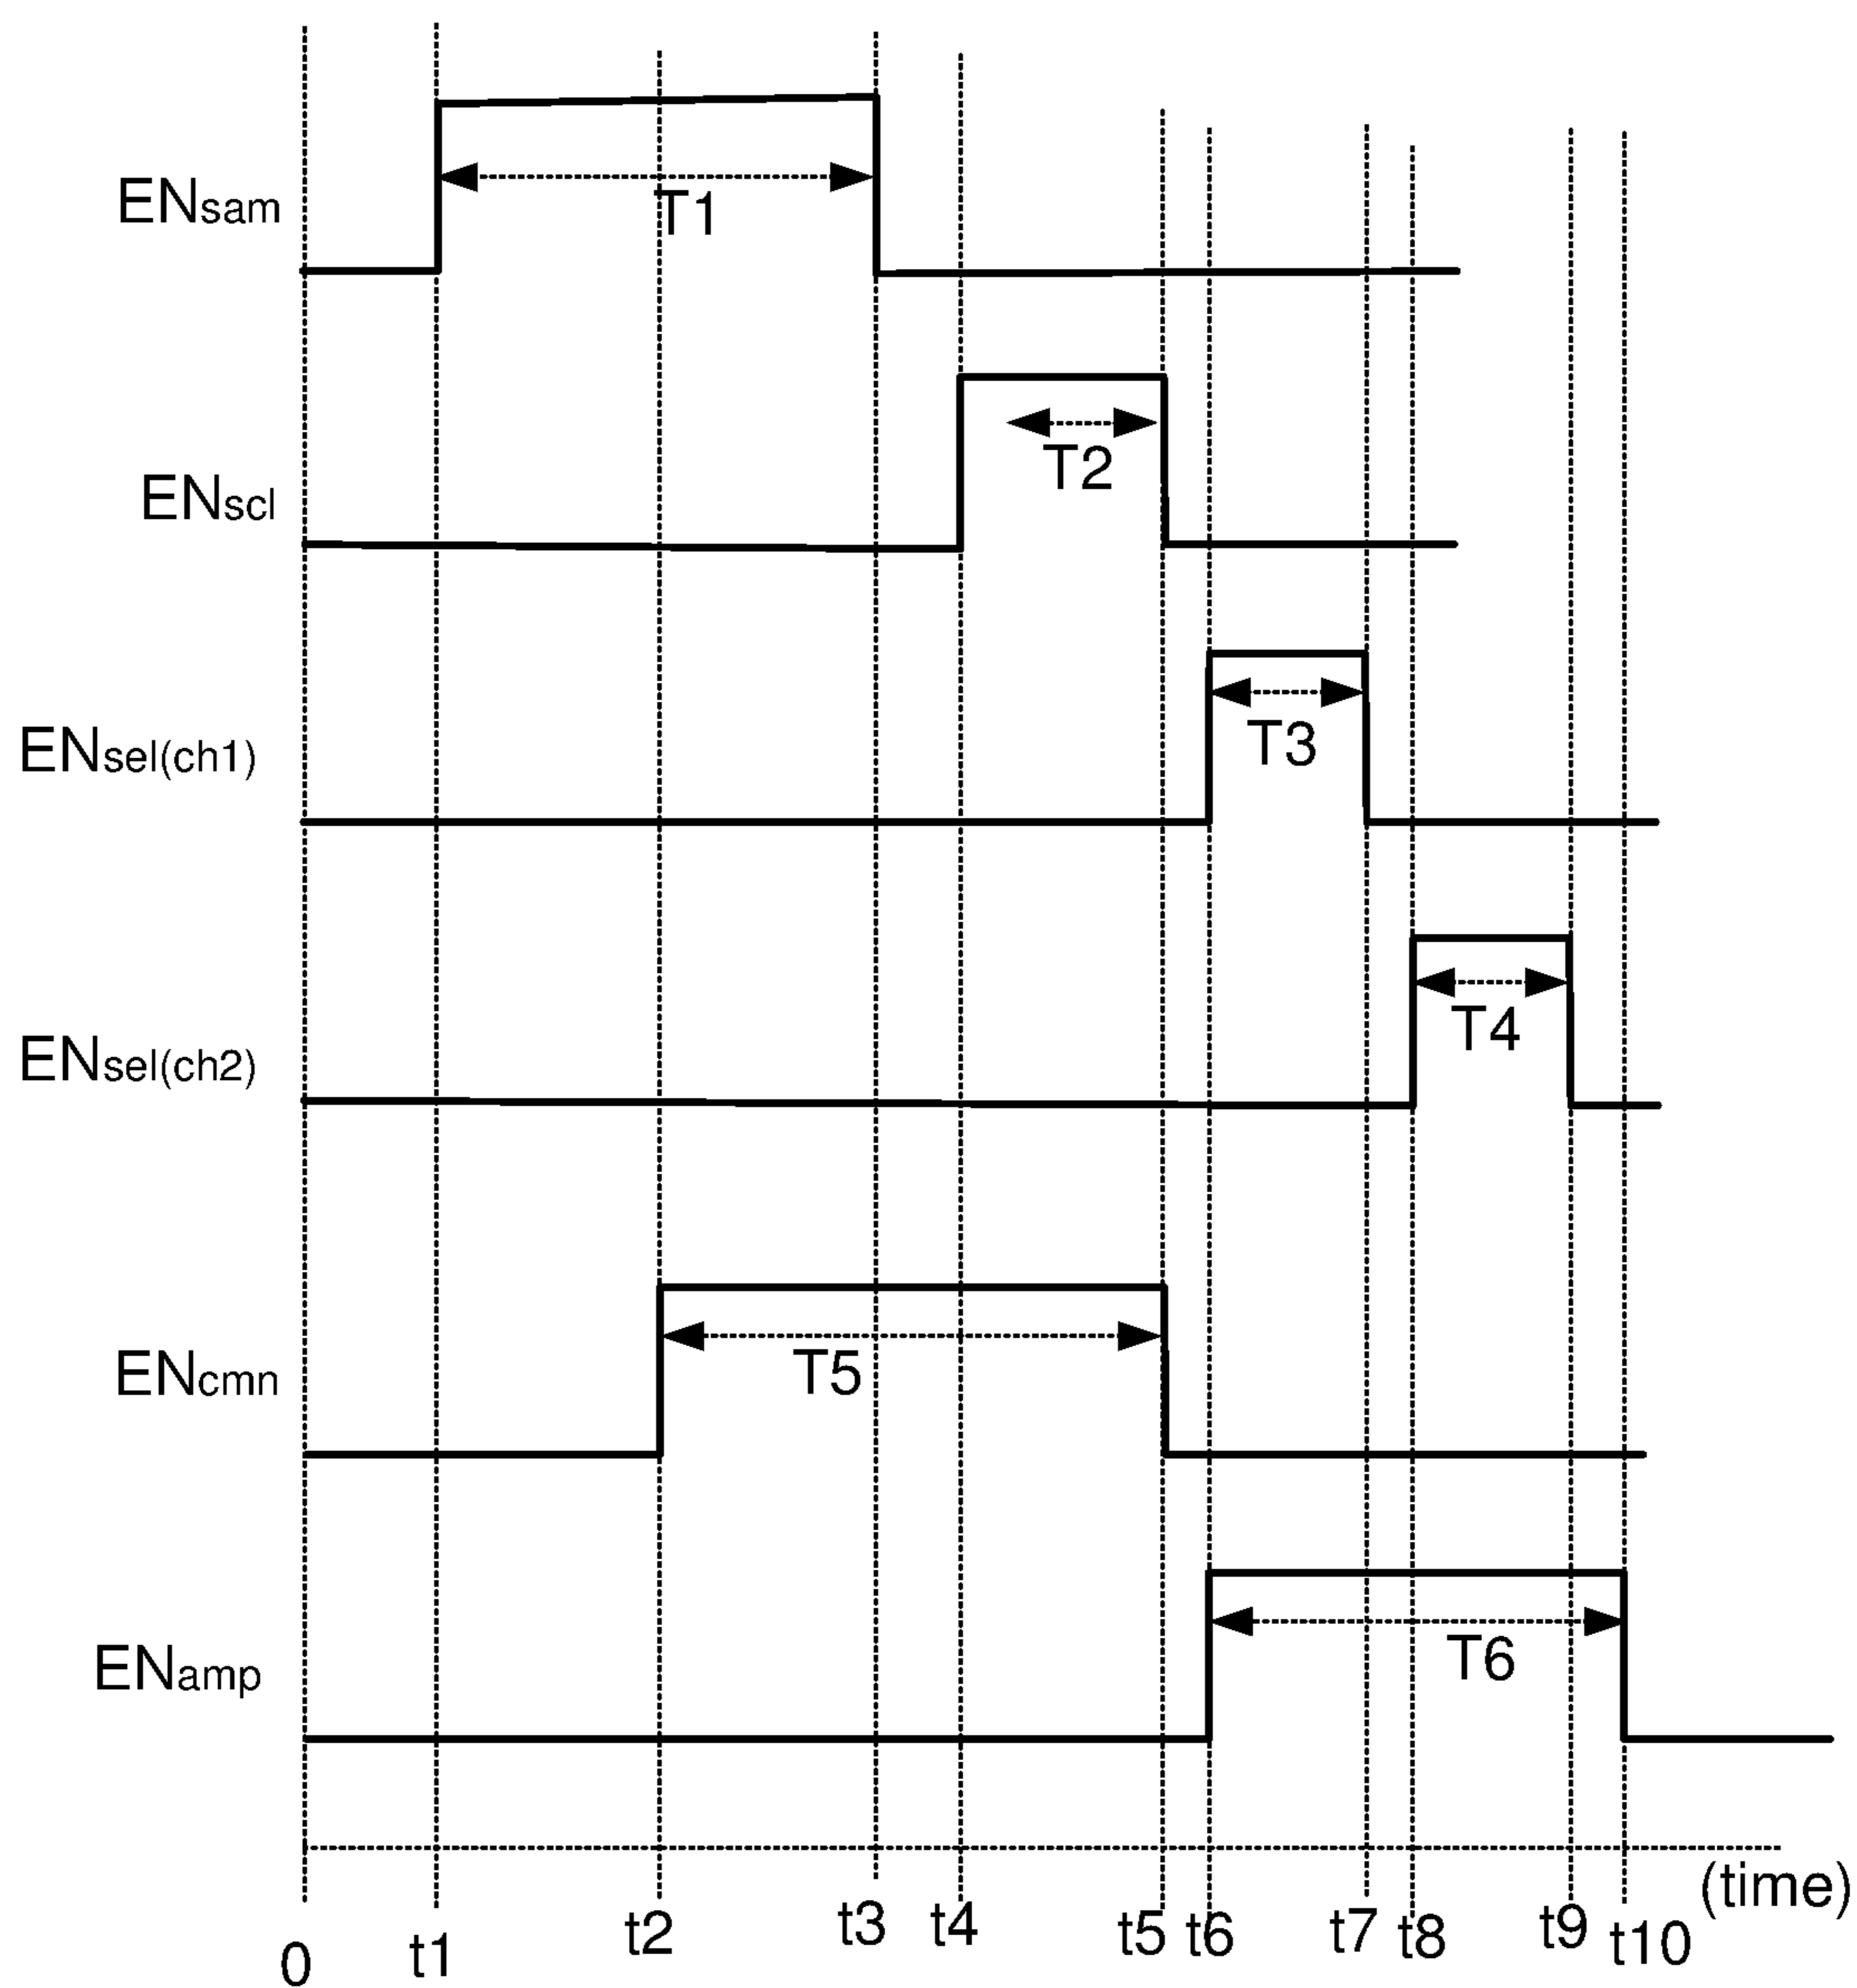 ENsam
T1
ENscl
T2
ENsel(ch1)
T3
ENsel(ch2)
T4
ENcmn
T5
ENamp
T6
(time)
0 t1 t2 t3 t4 t5 t6 t7 t8 t9 t10